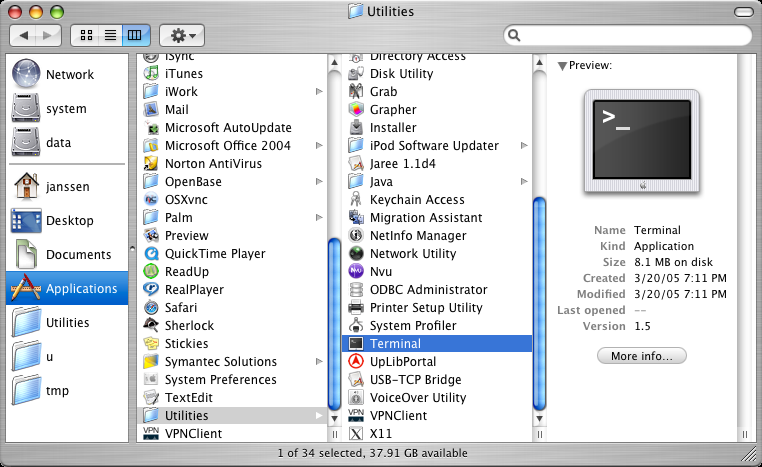 Utilities
Network
system
data
janssen
Desktop
Documents
Applications
Utilities
u
tmp
iSync
iTunes
iWork
Mail
Microsoft AutoUpdate
Microsoft Office 2004
Norton AntiVirus
OpenBase
OSXvnc
Palm
Preview
QuickTime Player
ReadUp
RealPlayer
Safari
Sherlock
Stickies
Symantec Solutions
System Preferences
TextEdit
Utilities
VPNClient
Directory Access
Disk Utility
Grab
Grapher
Installer
iPod Software Updater
Jaree 1.1d4
Java
Keychain Access
Migration Assistant
NetInfo Manager
Network Utility
Nvu
ODBC Administrator
Printer Setup Utility
System Profiler
Terminal
UpLibPortal
USB-TCP Bridge
VoiceOver Utility
VPNClient
X11
Preview:
>_
Name Terminal
Kind Application
Size 8.1 MB on disk
Created 3/20/05 7:11 PM
Modified 3/20/05 7:11 PM
Last opened --
Version 1.5
More info...
1 of 34 selected, 37.91 GB available